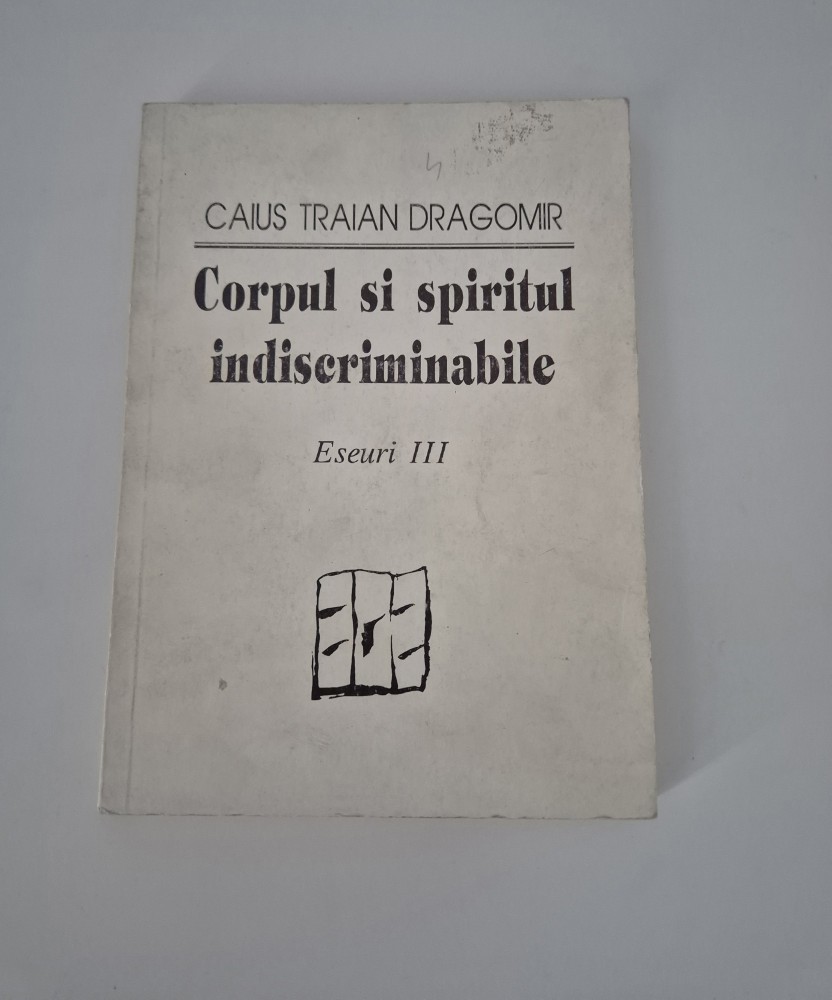 CAIUS TRAIAN DRAGOMIR
Corpul si spiritul
indiscriminabile
Eseuri III